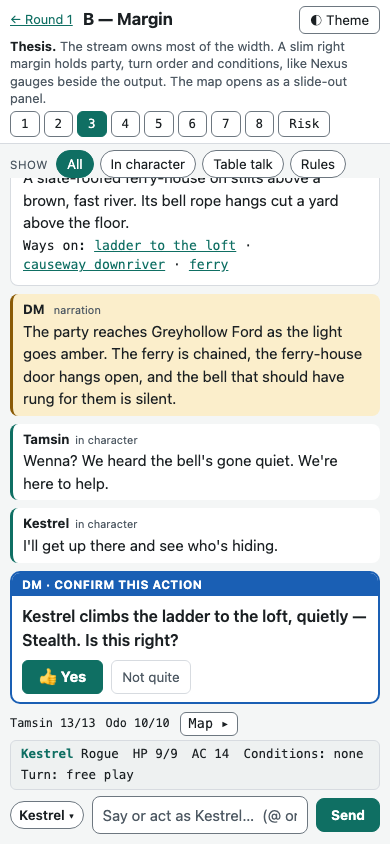 ← Round 1 B — Margin ◐ Theme
Thesis. The stream owns most of the width. A slim right
margin holds party, turn order and conditions, like Nexus
gauges beside the output. The map opens as a slide-out
panel.
1 2 3 4 5 6 7 8 Risk
SHOW All In character Table talk Rules
A slate-roofed ferry-house on stilts above a
brown, fast river. Its bell rope hangs cut a yard
above the floor.
Ways on: ladder to the loft ·
causeway downriver · ferry
DM narration
The party reaches Greyhollow Ford as the light
goes amber. The ferry is chained, the ferry-house
door hangs open, and the bell that should have
rung for them is silent.
Tamsin in character
Wenna? We heard the bell's gone quiet. We're
here to help.
Kestrel in character
I'll get up there and see who's hiding.
DM · CONFIRM THIS ACTION
Kestrel climbs the ladder to the loft, quietly —
Stealth. Is this right?
👍 Yes Not quite
Tamsin 13/13 Odo 10/10 Map ▸
Kestrel Rogue HP 9/9 AC 14 Conditions: none
Turn: free play
Kestrel ▾ Say or act as Kestrel… (@ or Send